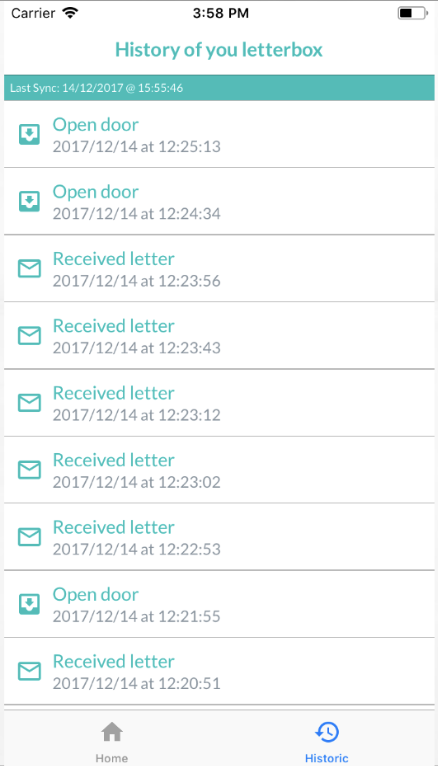 Carrier
3:58 PM
History of you letterbox
Last Sync: 14/12/2017 @ 15:55:46
Open door
2017/12/14 at 12:25:13
Open door
2017/12/14 at 12:24:34
Received letter
2017/12/14 at 12:23:56
Received letter
2017/12/14 at 12:23:43
Received letter
2017/12/14 at 12:23:12
Received letter
2017/12/14 at 12:23:02
Received letter
2017/12/14 at 12:22:53
Open door
2017/12/14 at 12:21:55
Received letter
2017/12/14 at 12:20:51
Home
Historic